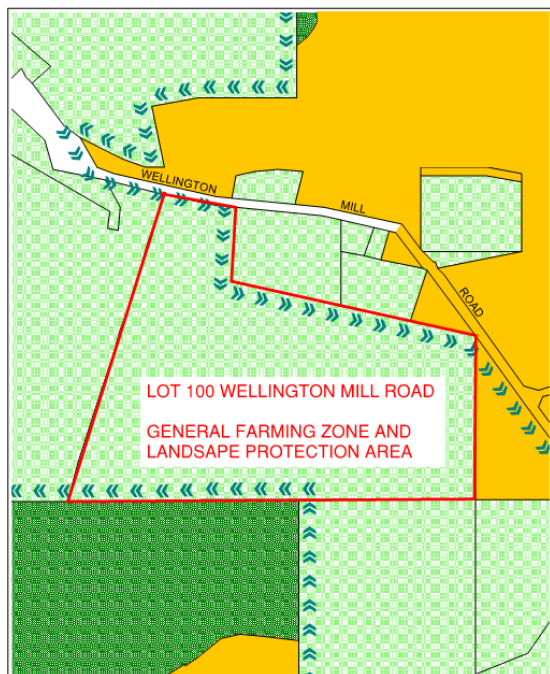 WELLINGTON
MILL
ROAD
LOT 100 WELLINGTON MILL ROAD
GENERAL FARMING ZONE AND
LANDSAPE PROTECTION AREA